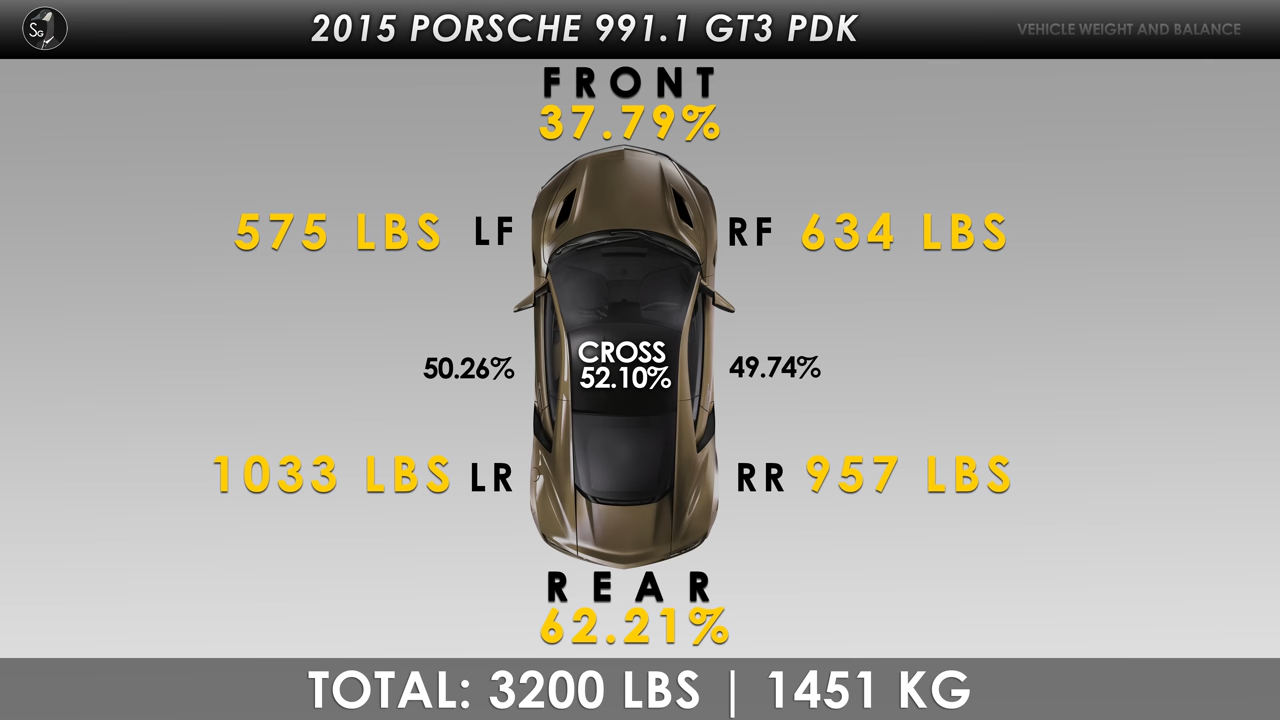 SG
2015 PORSCHE 991.1 GT3 PDK
VEHICLE WEIGHT AND BALANCE
FRONT
37.79%
575 LBS LF RF 634 LBS
50.26% CROSS 49.74%
52.10%
1033 LBS LR RR 957 LBS
REAR
62.21%
TOTAL: 3200 LBS | 1451 KG